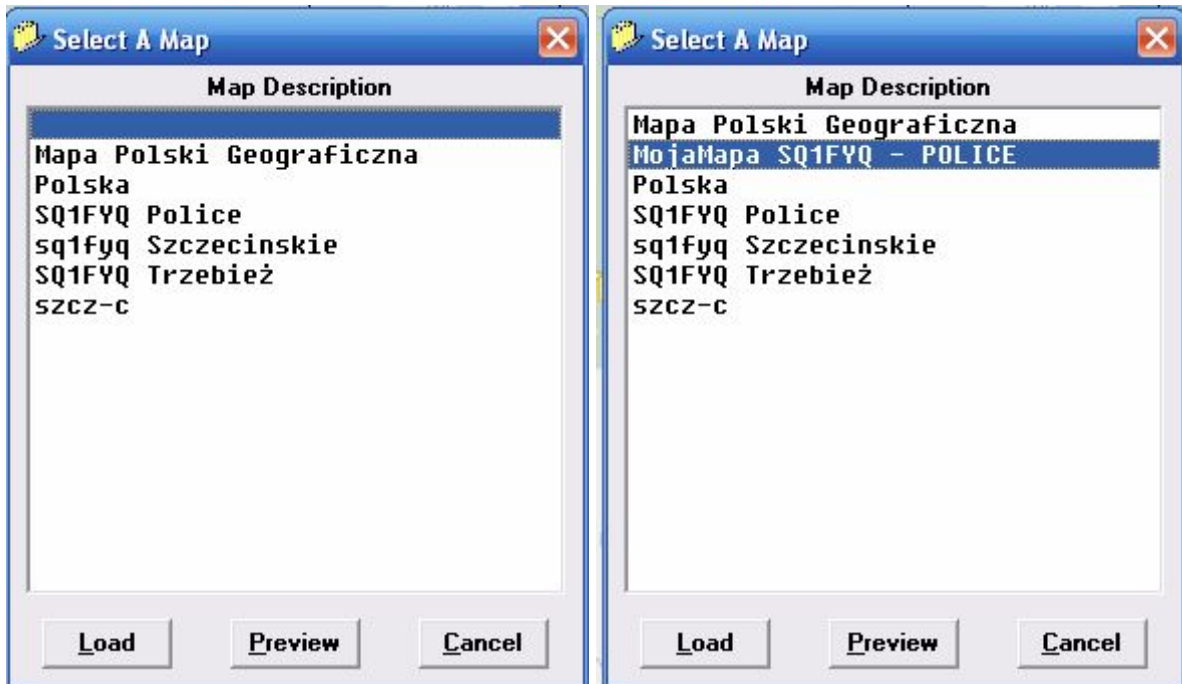 Select A Map
Map Description
Mapa Polski Geograficzna
Polska
SQ1FYQ Police
sq1fyq Szczecinskie
SQ1FYQ Trzebież
szcz-c
Load Preview Cancel
Select A Map
Map Description
Mapa Polski Geograficzna
MojaMapa SQ1FYQ - POLICE
Polska
SQ1FYQ Police
sq1fyq Szczecinskie
SQ1FYQ Trzebież
szcz-c
Load Preview Cancel